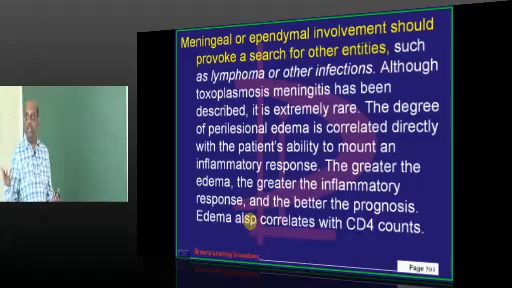 Meningeal or ependymal involvement should
provoke a search for other entities, such
as lymphoma or other infections. Although
toxoplasmosis meningitis has been
described, it is extremely rare. The degree
of perilesional edema is correlated directly
with the patient's ability to mount an
inflammatory response. The greater the
edema, the greater the inflammatory
response, and the better the prognosis.
Edema also correlates with CD4 counts.
Page